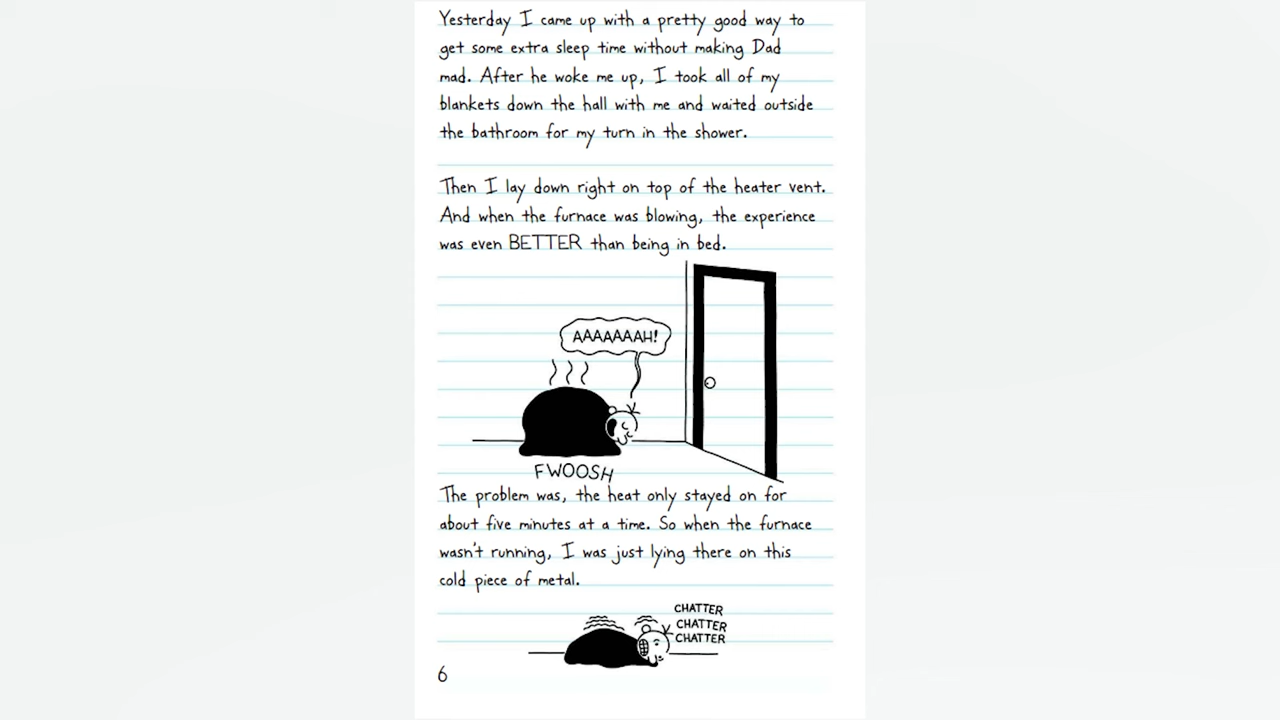 Yesterday I came up with a pretty good way to
get some extra sleep time without making Dad
mad. After he woke me up, I took all of my
blankets down the hall with me and waited outside
the bathroom for my turn in the shower.
Then I lay down right on top of the heater vent.
And when the furnace was blowing, the experience
was even BETTER than being in bed.
AAAAAAAH!
FWOOSH
The problem was, the heat only stayed on for
about five minutes at a time. So when the furnace
wasn't running, I was just lying there on this
cold piece of metal.
CHATTER
CHATTER
CHATTER
6